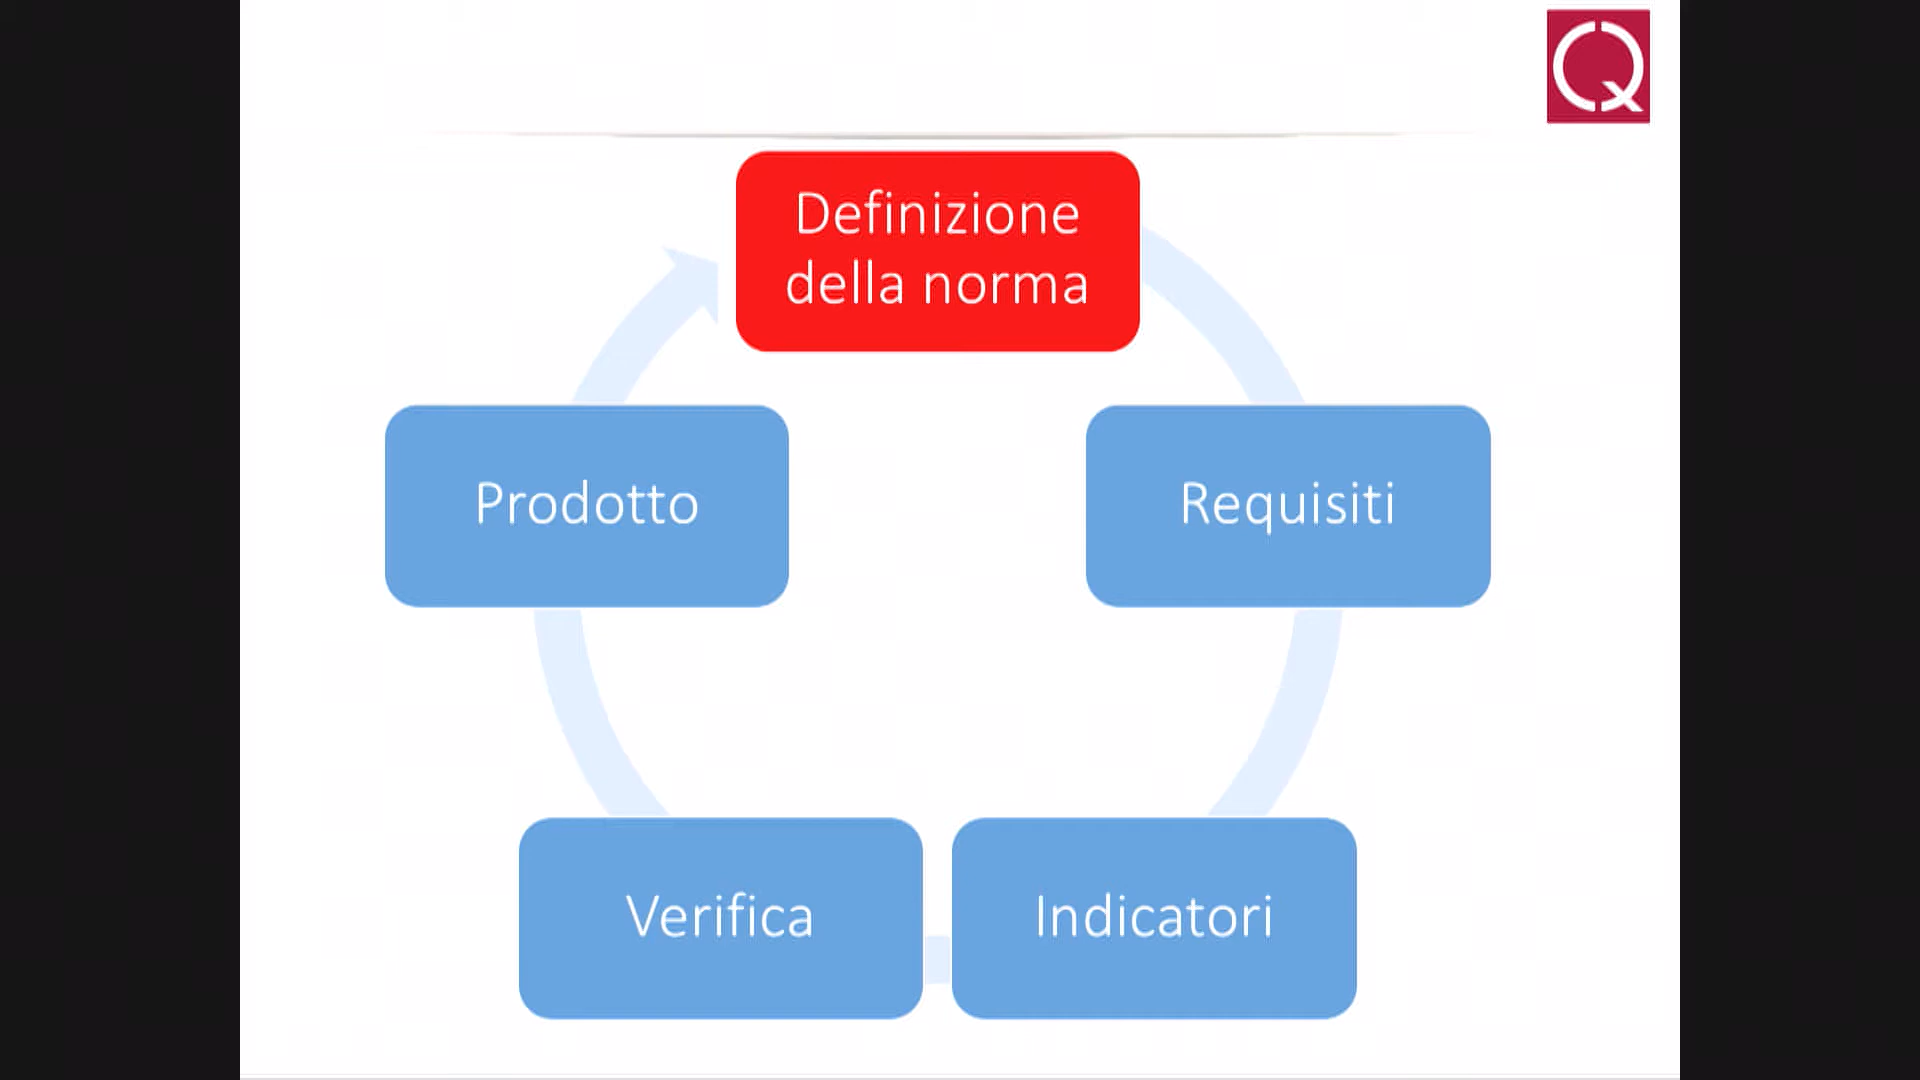 Definizione
della norma
Requisiti
Indicatori
Verifica
Prodotto